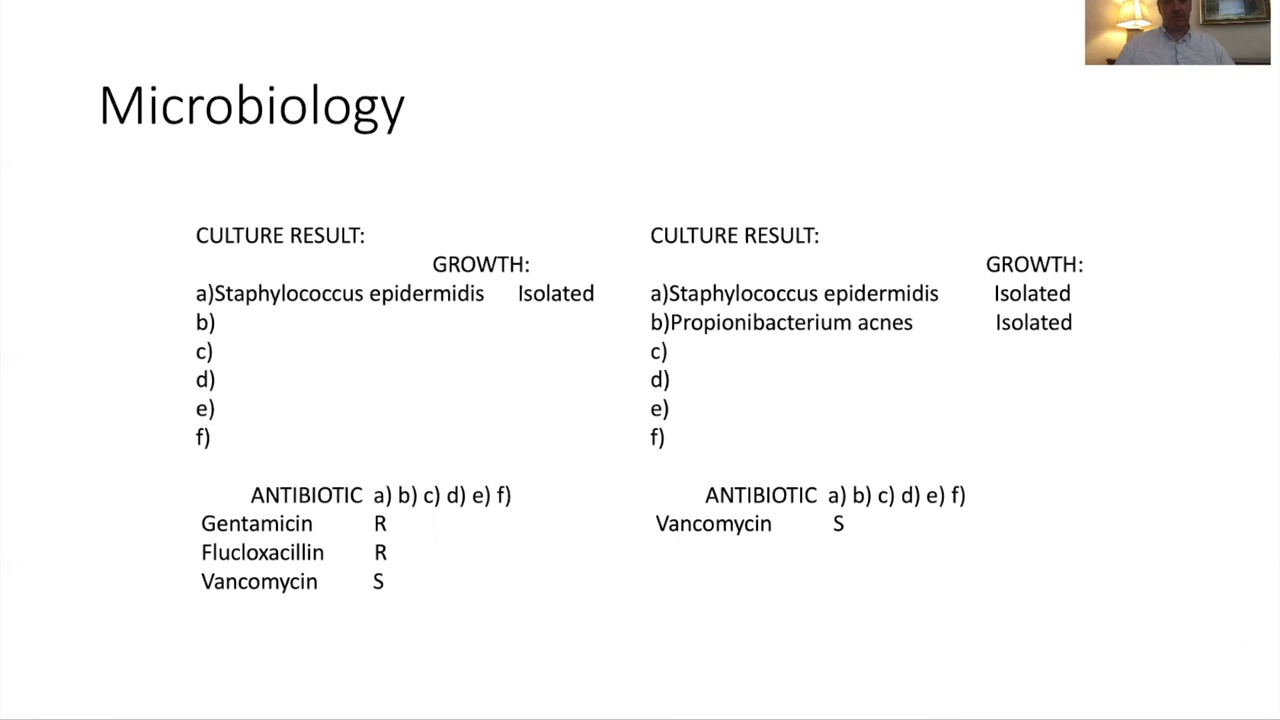 Microbiology
CULTURE RESULT:
GROWTH:
a)Staphylococcus epidermidis Isolated
b)
c)
d)
e)
f)
ANTIBIOTIC a) b) c) d) e) f)
Gentamicin R
Flucloxacillin R
Vancomycin S
CULTURE RESULT:
GROWTH:
a)Staphylococcus epidermidis Isolated
b)Propionibacterium acnes Isolated
c)
d)
e)
f)
ANTIBIOTIC a) b) c) d) e) f)
Vancomycin S